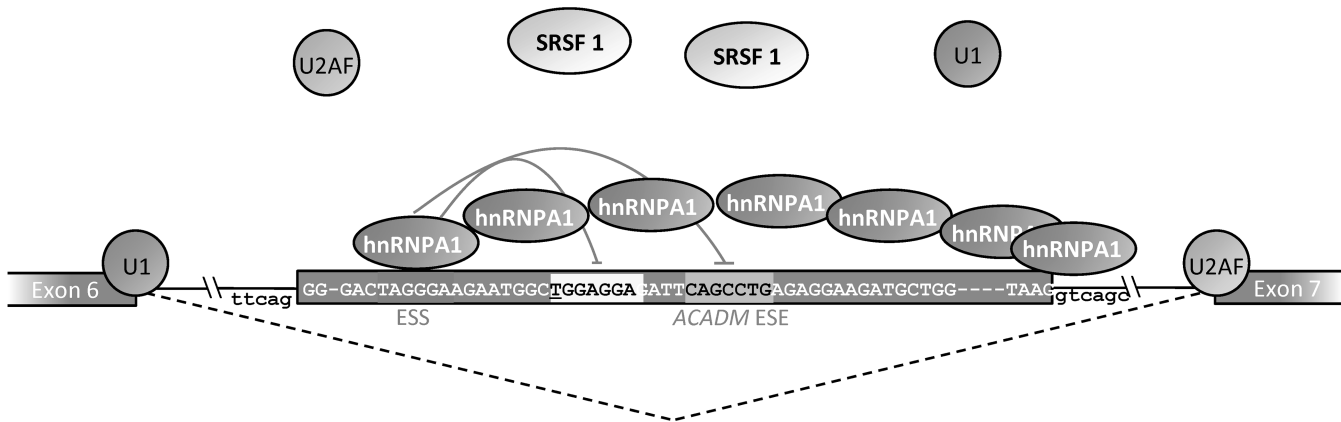 SRSF 1
SRSF 1
U2AF
U1
hnRNPA1
hnRNPA1
hnRNPA1
hnRNPA1
hnRNPA1
hnRNPA1
hnRNPA1
U1
U2AF
Exon 6
ttcag
GG-GACTAGGGAAGAATGGCTGGAGGAGATTCAGCCTGAGAGGAAGATGCTGG----TAAG
gtcagc
Exon 7
ESS
ACADM ESE